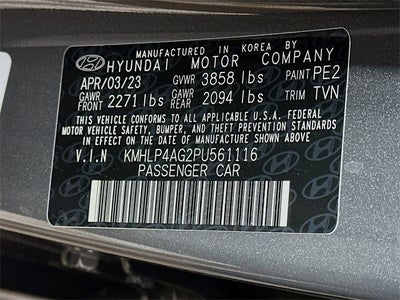 MANUFACTURED IN KOREA BY
HYUNDAI MOTOR COMPANY
APR/03/23 GVWR 3858 lbs PAINT PE2
GAWR FRONT 2271 lbs GAWR REAR 2094 lbs TRIM TVN
THIS VEHICLE CONFORMS TO ALL APPLICABLE U.S.A. FEDERAL
MOTOR VEHICLE SAFETY, BUMPER, AND THEFT PREVENTION STANDARDS
IN EFFECT ON THE DATE OF MANUFACTURE SHOWN ABOVE.
V.I.N KMHLP4AG2PU561116
PASSENGER CAR